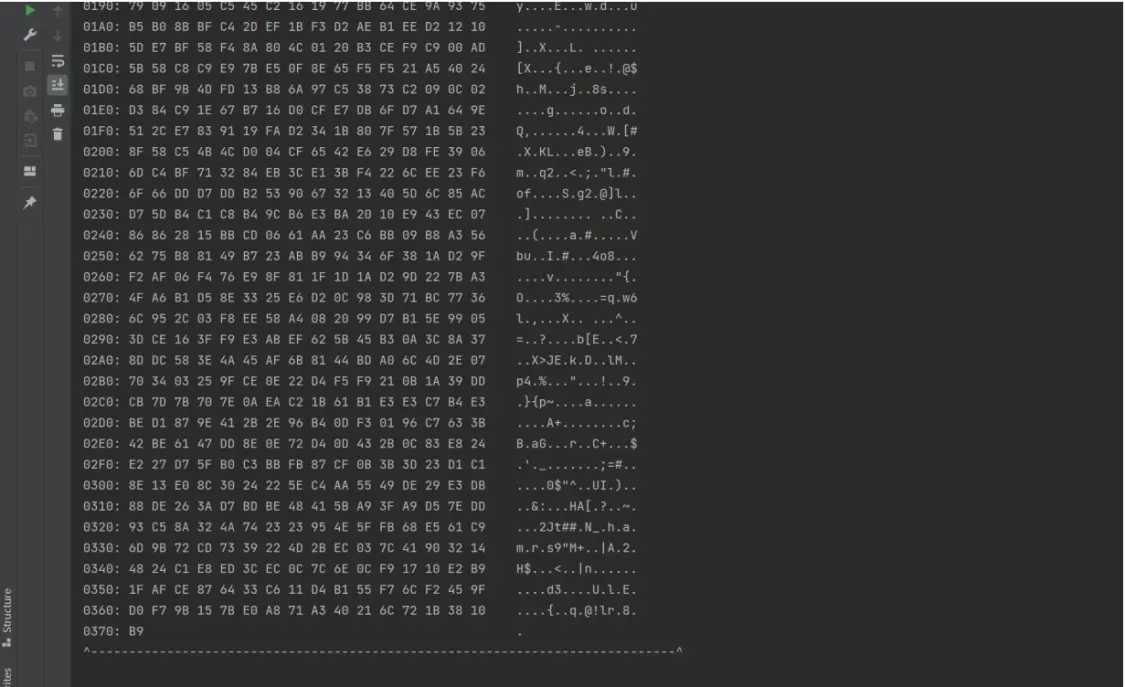 0190: 79 09 16 05 C5 45 C2 16 19 77 BB 64 CE 9A 93 75 y....E...w.d...u
01A0: B5 B0 8B BF C4 2D EF 1B F3 D2 AE B1 EE D2 12 10 .....-..........
01B0: 5D E7 BF 58 F4 8A 80 4C 01 20 B3 CE F9 C9 00 AD ]..X...L. ......
01C0: 5B 58 C8 C9 E9 7B E5 0F 8E 65 F5 F5 21 A5 40 24 [X...{...e..!.@$
01D0: 68 BF 9B 4D FD 13 B8 6A 97 C5 38 73 C2 09 0C 02 h..M...j..8s....
01E0: D3 84 C9 1E 67 B7 16 D0 CF E7 DB 6F D7 A1 64 9E ....g......o..d.
01F0: 51 2C E7 83 91 19 FA D2 34 1B 80 7F 57 1B 5B 23 Q,......4...W.[#
0200: 8F 58 C5 4B 4C D0 04 CF 65 42 E6 29 D8 FE 39 06 .X.KL...eB.)..9.
0210: 6D C4 BF 71 32 84 EB 3C E1 3B F4 22 6C EE 23 F6 m..q2..<.;."l.#.
0220: 6F 66 DD D7 DD B2 53 90 67 32 13 40 5D 6C 85 AC of....S.g2.@]l..
0230: D7 5D B4 C1 C8 B4 9C B6 E3 BA 20 10 E9 43 EC 07 .]........ ..C..
0240: 86 86 28 15 BB CD 06 61 AA 23 C6 BB 09 B8 A3 56 ..(....a.#.....V
0250: 62 75 B8 81 49 B7 23 AB B9 94 34 6F 38 1A D2 9F bu..I.#...4o8...
0260: F2 AF 06 F4 76 E9 8F 81 1F 1D 1A D2 9D 22 7B A3 ....v........"{.
0270: 4F A6 B1 D5 8E 33 25 E6 D2 0C 98 3D 71 BC 77 36 O....3%....=q.w6
0280: 6C 95 2C 03 F8 EE 58 A4 08 20 99 D7 B1 5E 99 05 l.,...X.. ...^..
0290: 3D CE 16 3F F9 E3 AB EF 62 5B 45 B3 0A 3C 8A 37 =..?....b[E..<.7
02A0: 8D DC 58 3E 4A 45 AF 6B 81 44 BD A0 6C 4D 2E 07 ..X>JE.k.D..lM..
02B0: 70 34 03 25 9F CE 0E 22 D4 F5 F9 21 0B 1A 39 DD p4.%..."...!..9.
02C0: CB 7D 7B 70 7E 0A EA C2 1B 61 B1 E3 E3 C7 B4 E3 .}{p~....a......
02D0: BE D1 87 9E 41 2B 2E 96 B4 0D F3 01 96 C7 63 3B ....A+........c;
02E0: 42 BE 61 47 DD 8E 0E 72 D4 0D 43 2B 0C 83 E8 24 B.aG...r..C+...$
02F0: E2 27 D7 5F B0 C3 BB FB 87 CF 0B 3B 3D 23 D1 C1 .'._.......;=#..
0300: 8E 13 E0 8C 30 24 22 5E C4 AA 55 49 DE 29 E3 DB ....0$"^..UI.)..
0310: 88 DE 26 3A D7 BD BE 48 41 5B A9 3F A9 D5 7E DD ..&:...HA[.?..~.
0320: 93 C5 8A 32 4A 74 23 23 95 4E 5F FB 68 E5 61 C9 ...2Jt##.N_.h.a.
0330: 6D 9B 72 CD 73 39 22 4D 2B EC 03 7C 41 90 32 14 m.r.s9"M+..|A.2.
0340: 48 24 C1 E8 ED 3C EC 0C 7C 6E 0C F9 17 10 E2 B9 H$...<..|n......
0350: 1F AF CE 87 64 33 C6 11 D4 B1 55 F7 6C F2 45 9F ....d3....U.l.E.
0360: D0 F7 9B 15 7B E0 A8 71 A3 40 21 6C 72 1B 38 10 ....{..q.@!lr.8.
0370: B9 .
^------------------------------------------------------------------------------^
Structure